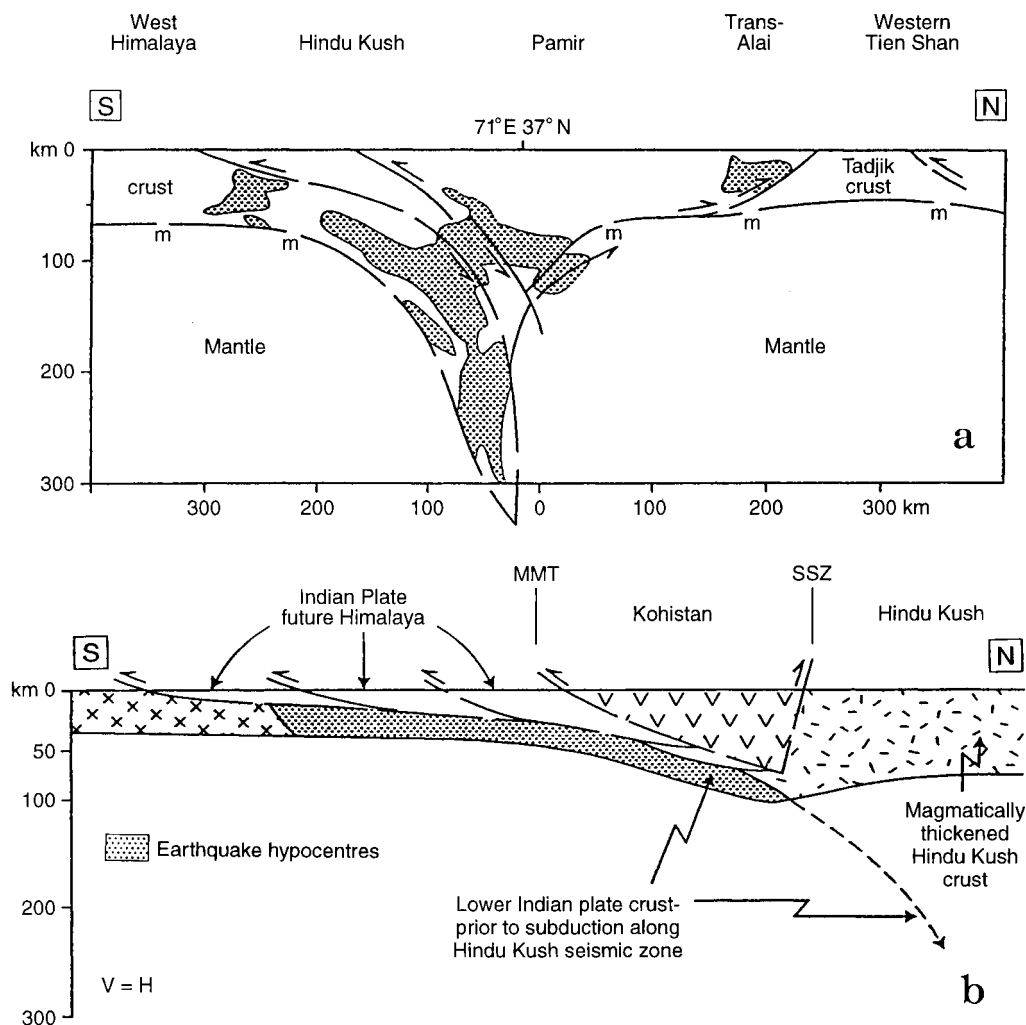 West
Himalaya
Hindu Kush
Pamir
Trans-
Alai
Western
Tien Shan
S
N
71°E 37°N
km 0
100
200
300
crust
m
m
m
m
m
Tadjik
crust
Mantle
Mantle
a
300
200
100
0
100
200
300 km
MMT
SSZ
Indian Plate
future Himalaya
Kohistan
Hindu Kush
S
N
km 0
50
100
200
300
Earthquake hypocentres
Magmatically
thickened
Hindu Kush
crust
Lower Indian plate crust-
prior to subduction along
Hindu Kush seismic zone
V = H
b